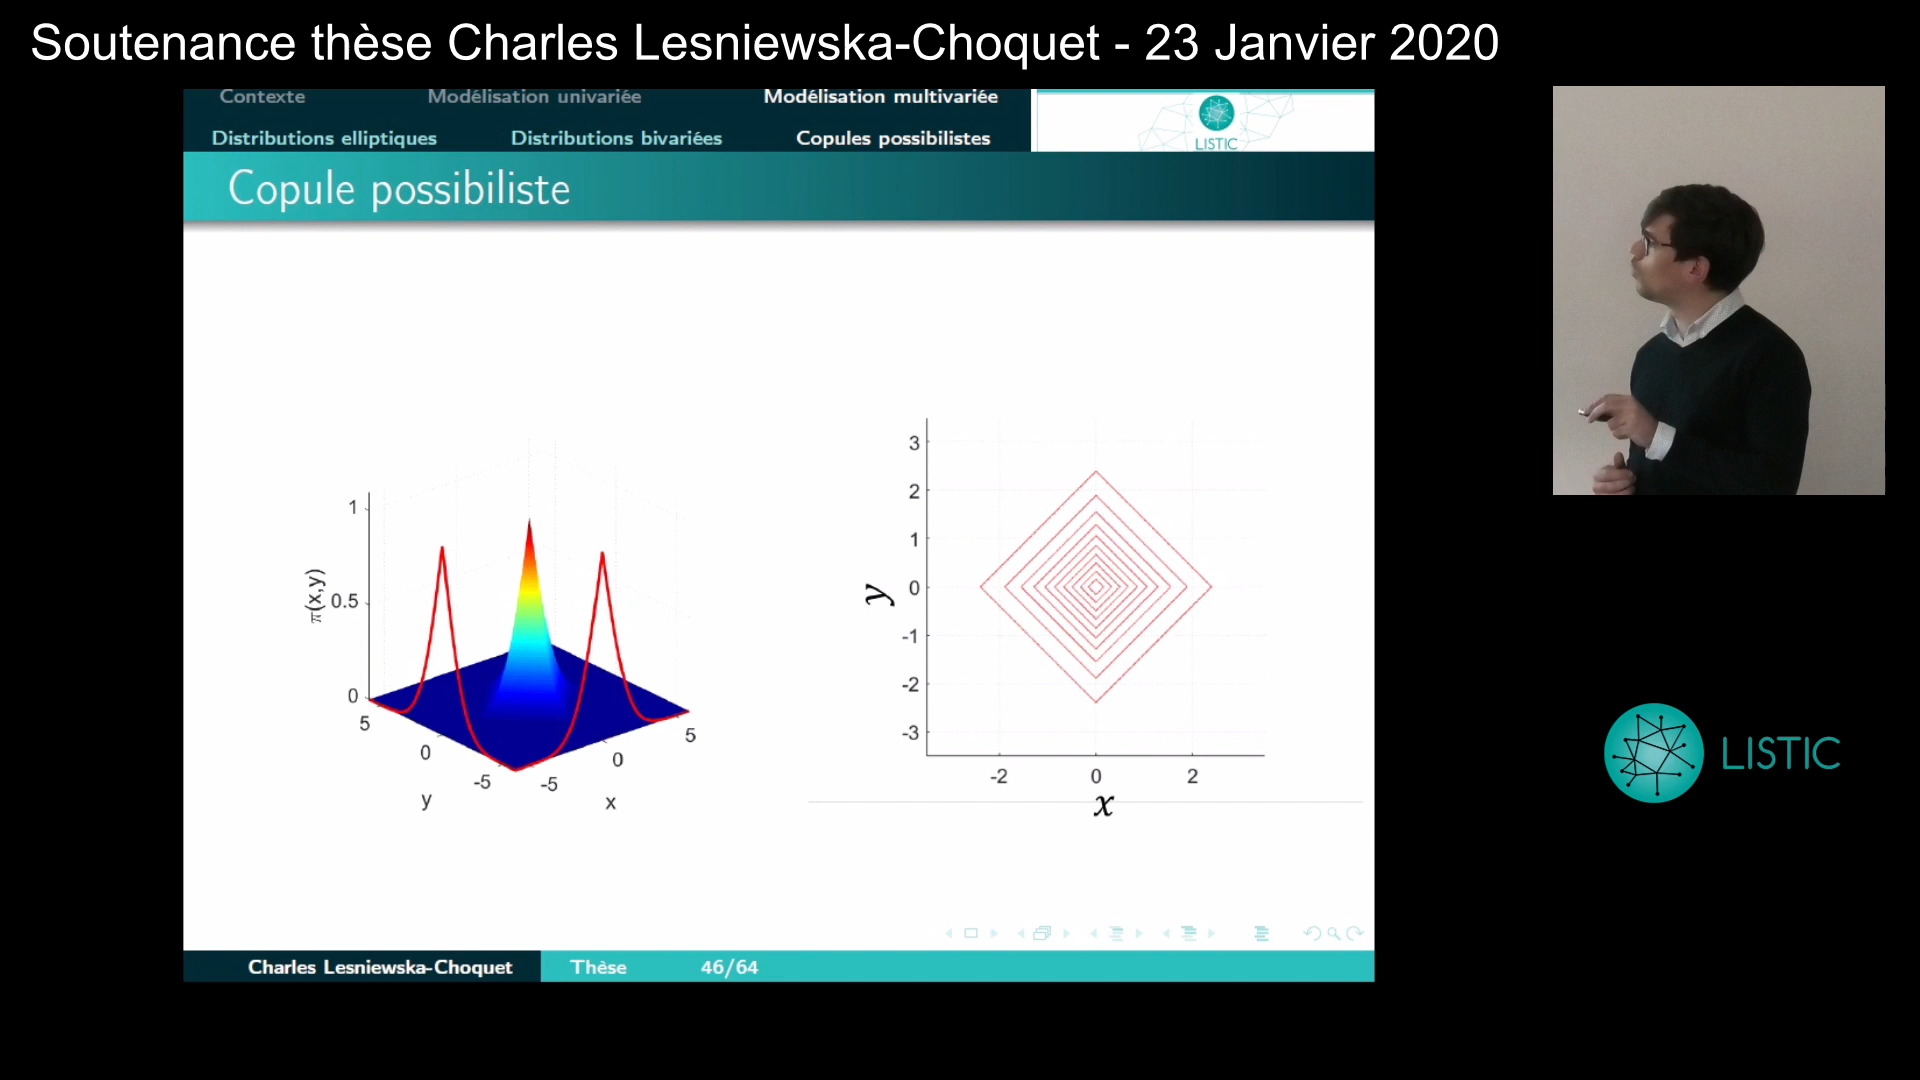 Soutenance thèse Charles Lesniewska-Choquet - 23 Janvier 2020
Contexte Modélisation univariée Modélisation multivariée
Distributions elliptiques Distributions bivariées Copules possibilistes
LISTIC
Copule possibiliste
π(x,y)
1
0.5
0
5
0
-5
y
-5
0
5
x
y
3
2
1
0
-1
-2
-3
-2 0 2
x
LISTIC
Charles Lesniewska-Choquet Thèse 46/64